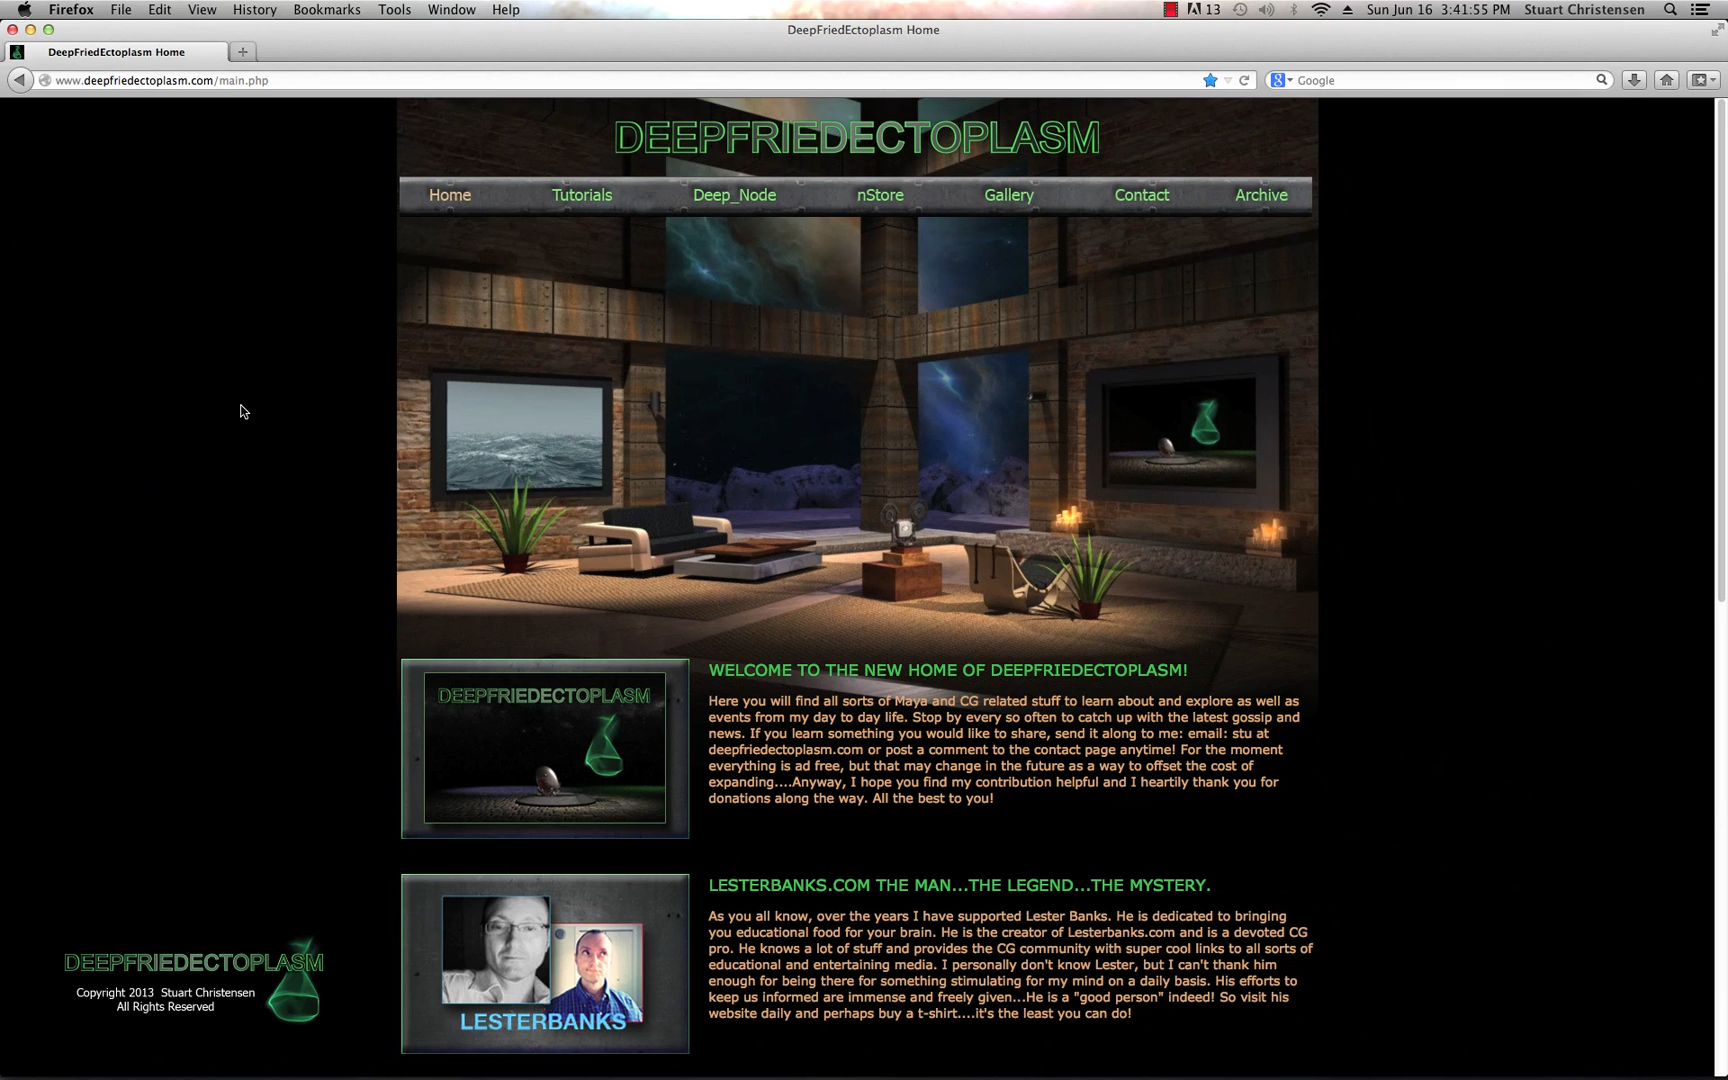 Firefox File Edit View History Bookmarks Tools Window Help 13 Sun Jun 16 3:41:55 PM Stuart Christensen
DeepFriedEctoplasm Home
DeepFriedEctoplasm Home
www.deepfriedectoplasm.com/main.php Google
DEEPFRIEDECTOPLASM
Home Tutorials Deep_Node nStore Gallery Contact Archive
DEEPFRIEDECTOPLASM
WELCOME TO THE NEW HOME OF DEEPFRIEDECTOPLASM!
Here you will find all sorts of Maya and CG related stuff to learn about and explore as well as
events from my day to day life. Stop by every so often to catch up with the latest gossip and
news. If you learn something you would like to share, send it along to me: email: stu at
deepfriedectoplasm.com or post a comment to the contact page anytime! For the moment
everything is ad free, but that may change in the future as a way to offset the cost of
expanding....Anyway, I hope you find my contribution helpful and I heartily thank you for
donations along the way. All the best to you!
LESTERBANKS
LESTERBANKS.COM THE MAN...THE LEGEND...THE MYSTERY.
As you all know, over the years I have supported Lester Banks. He is dedicated to bringing
you educational food for your brain. He is the creator of Lesterbanks.com and is a devoted CG
pro. He knows a lot of stuff and provides the CG community with super cool links to all sorts of
educational and entertaining media. I personally don't know Lester, but I can't thank him
enough for being there for something stimulating for my mind on a daily basis. His efforts to
keep us informed are immense and freely given...He is a "good person" indeed! So visit his
website daily and perhaps buy a t-shirt....it's the least you can do!
DEEPFRIEDECTOPLASM
Copyright 2013 Stuart Christensen
All Rights Reserved